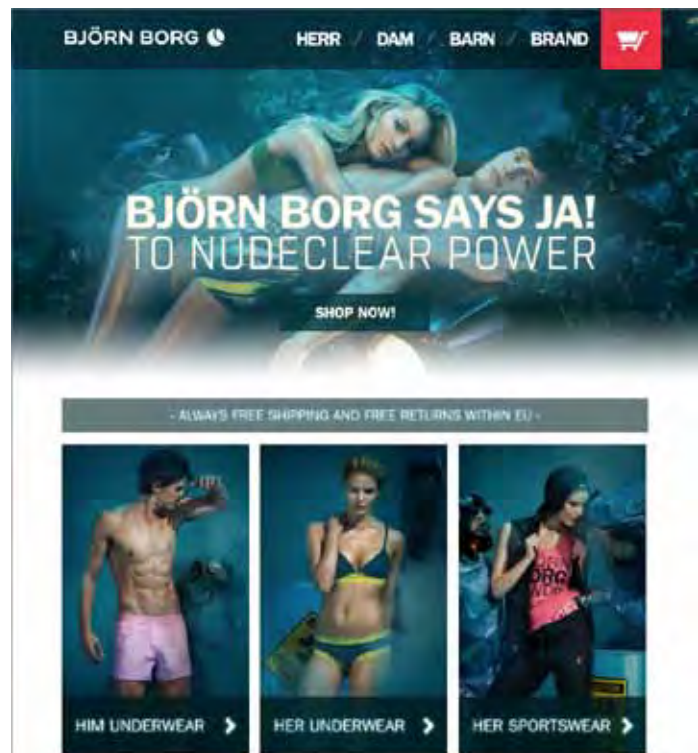 BJÖRN BORG
HERR / DAM / BARN / BRAND
BJÖRN BORG SAYS JA!
TO NUDECLEAR POWER
SHOP NOW!
- ALWAYS FREE SHIPPING AND FREE RETURNS WITHIN EU -
HIM UNDERWEAR
HER UNDERWEAR
HER SPORTSWEAR